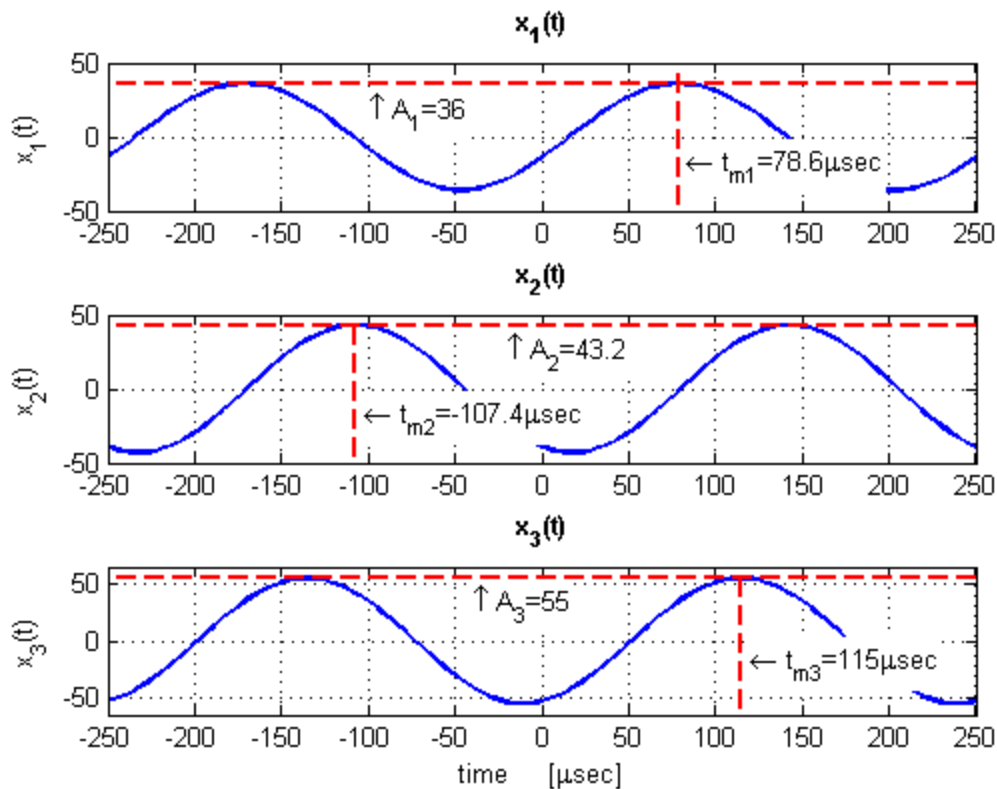 x1(t)
50
0
-50
x1(t)
↑ A1=36
← tm1=78.6μsec
-250 -200 -150 -100 -50 0 50 100 150 200 250
x2(t)
50
0
-50
x2(t)
↑ A2=43.2
← tm2=-107.4μsec
-250 -200 -150 -100 -50 0 50 100 150 200 250
x3(t)
50
0
-50
x3(t)
↑ A3=55
← tm3=115μsec
-250 -200 -150 -100 -50 0 50 100 150 200 250
time [μsec]